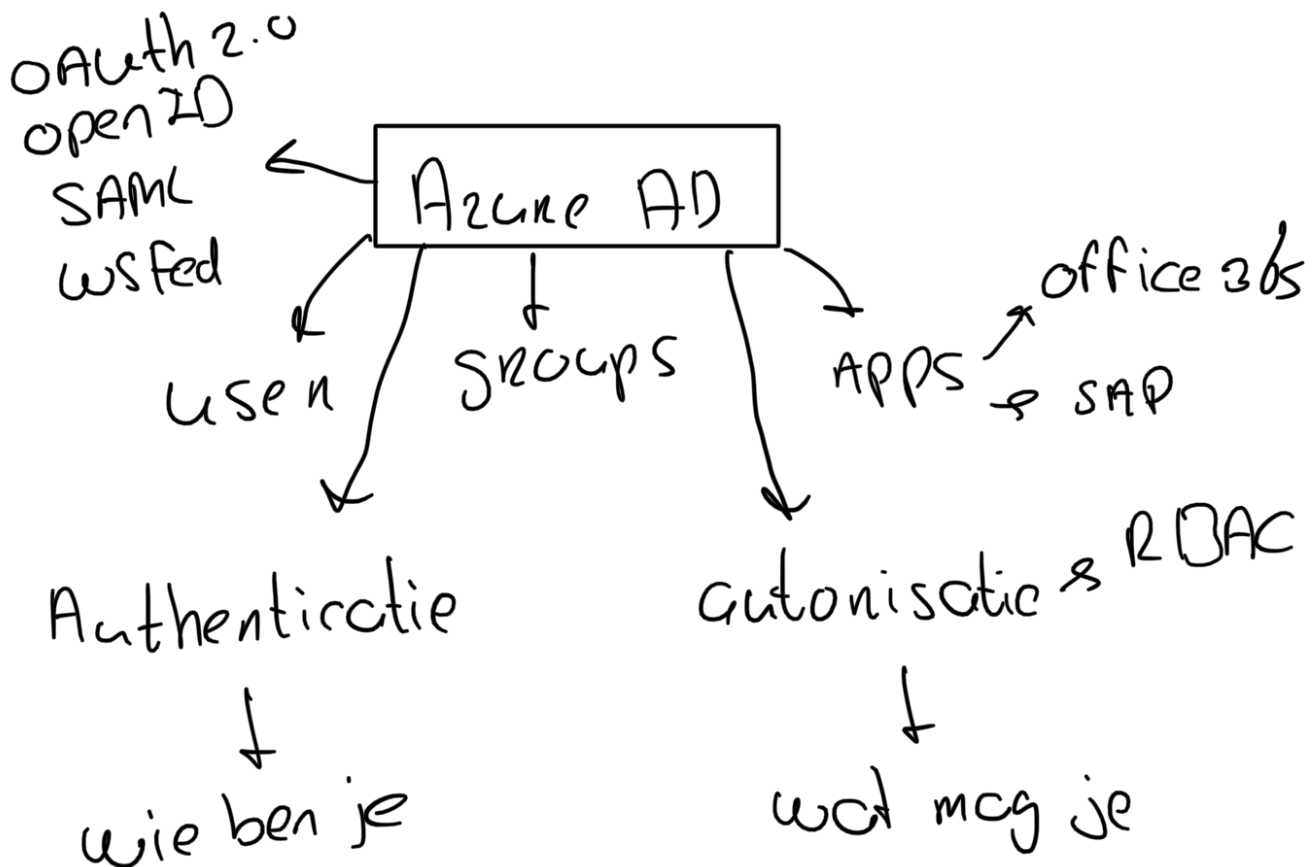 OAuth 2.0
openID
SAML
wsfed
Azure AD
user
groups
APPS
office 365
SAP
Authenticatie
autorisatie
RBAC
wie ben je
wat mag je